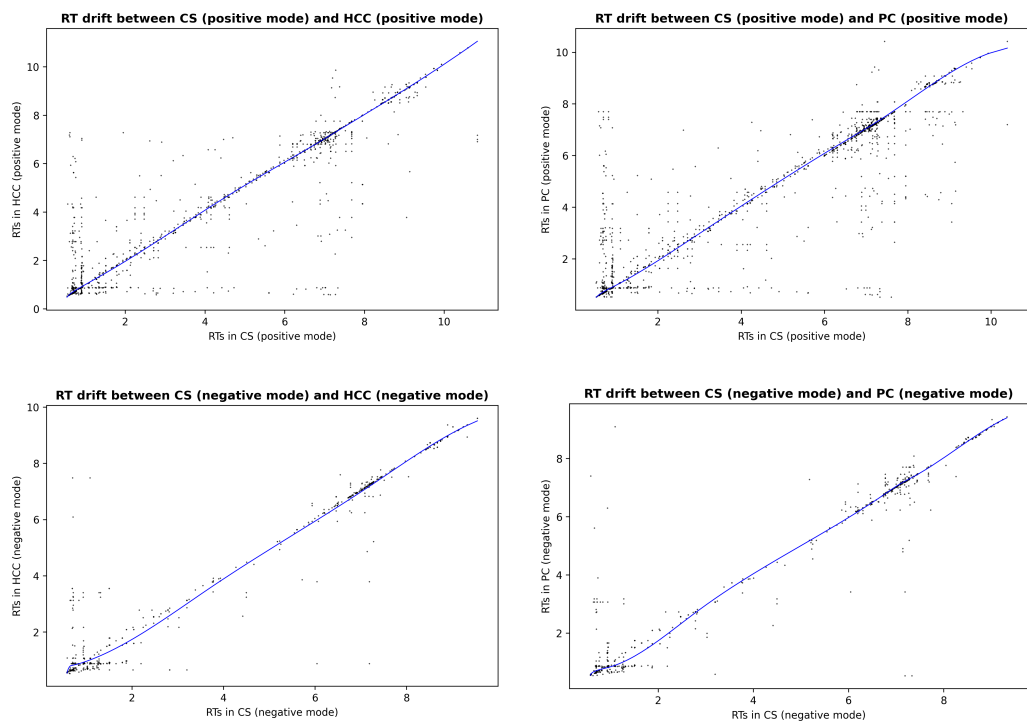 RT drift between CS (positive mode) and HCC (positive mode)
RTs in HCC (positive mode)
10
8
6
4
2
0
2 4 6 8 10
RTs in CS (positive mode)
RT drift between CS (positive mode) and PC (positive mode)
RTs in PC (positive mode)
10
8
6
4
2
2 4 6 8 10
RTs in CS (positive mode)
RT drift between CS (negative mode) and HCC (negative mode)
RTs in HCC (negative mode)
10
8
6
4
2
2 4 6 8
RTs in CS (negative mode)
RT drift between CS (negative mode) and PC (negative mode)
RTs in PC (negative mode)
8
6
4
2
2 4 6 8
RTs in CS (negative mode)